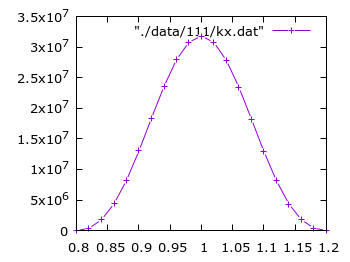 3.5x10^7
"./data/111/kx.dat"
3x10^7
2.5x10^7
2x10^7
1.5x10^7
1x10^7
5x10^6
0
0.8 0.85 0.9 0.95 1 1.05 1.1 1.15 1.2